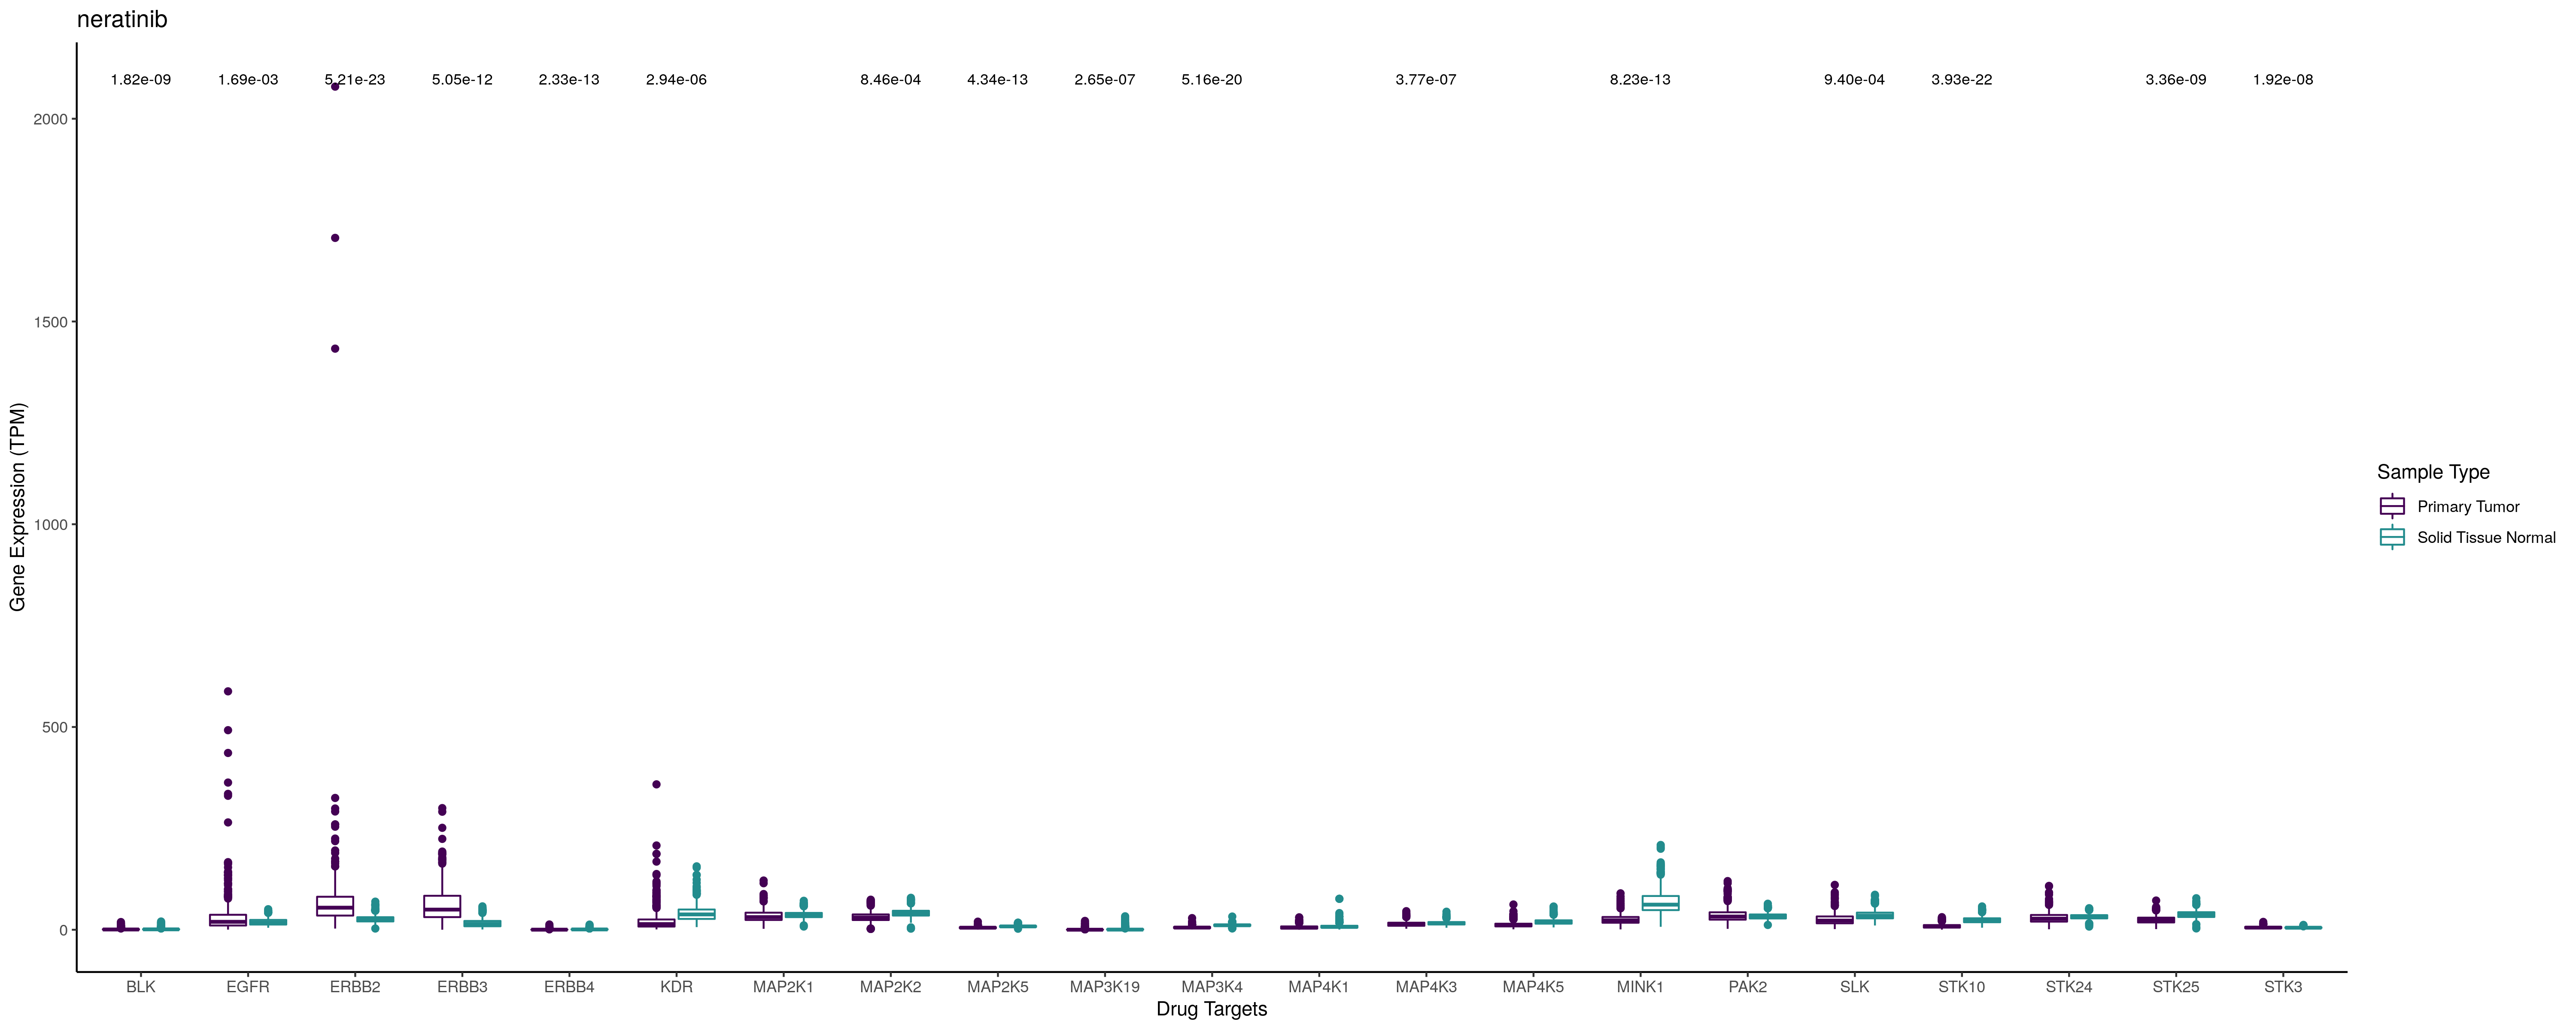 neratinib
1.82e-09 1.69e-03 5.21e-23 5.05e-12 2.33e-13 2.94e-06 8.46e-04 4.34e-13 2.65e-07 5.16e-20 3.77e-07 8.23e-13 9.40e-04 3.93e-22 3.36e-09 1.92e-08
2000
1500
1000
500
0
Gene Expression (TPM)
BLK EGFR ERBB2 ERBB3 ERBB4 KDR MAP2K1 MAP2K2 MAP2K5 MAP3K19 MAP3K4 MAP4K1 MAP4K3 MAP4K5 MINK1 PAK2 SLK STK10 STK24 STK25 STK3
Drug Targets
Sample Type
Primary Tumor
Solid Tissue Normal